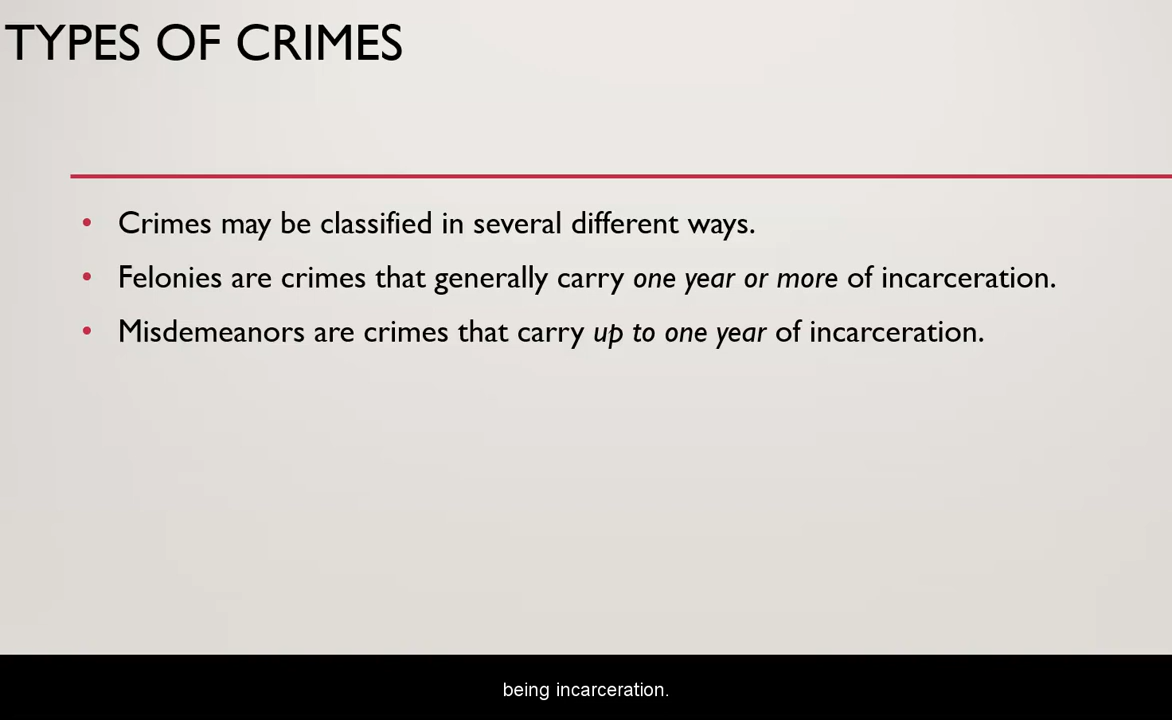 TYPES OF CRIMES
• Crimes may be classified in several different ways.
• Felonies are crimes that generally carry one year or more of incarceration.
• Misdemeanors are crimes that carry up to one year of incarceration.
being incarceration.